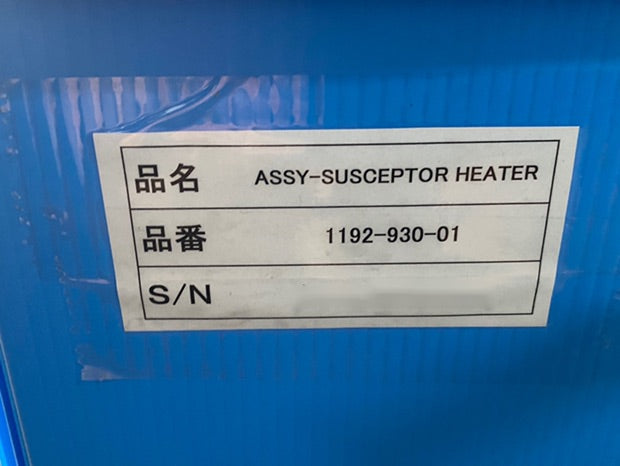 品名 ASSY-SUSCEPTOR HEATER
品番 1192-930-01
S/N